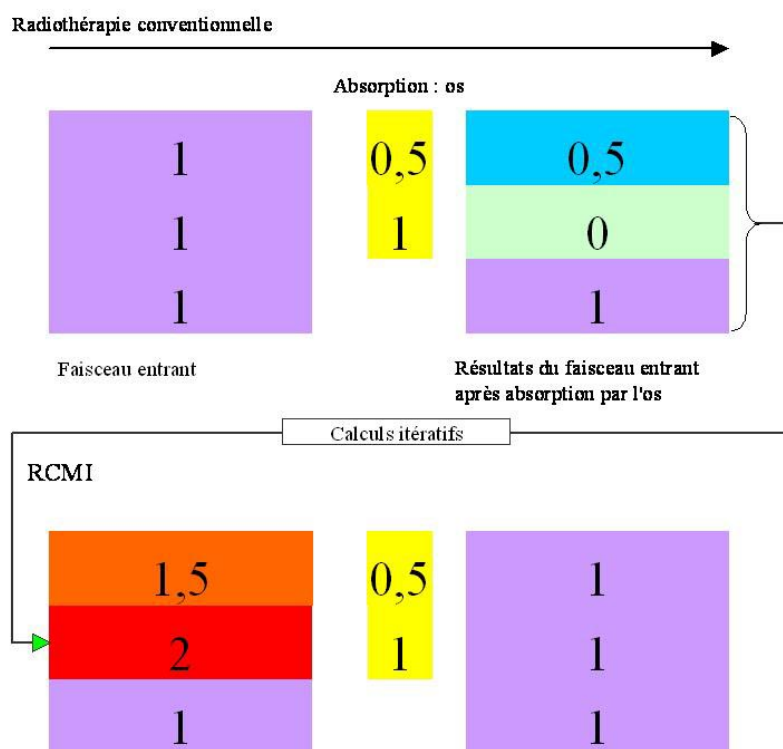 Radiothérapie conventionnelle
Absorption : os
1 0,5 0,5
1 1 0
1 1
Faisceau entrant
Résultats du faisceau entrant
après absorption par l'os
Calculs itératifs
RCMI
1,5 0,5 1
2 1 1
1 1